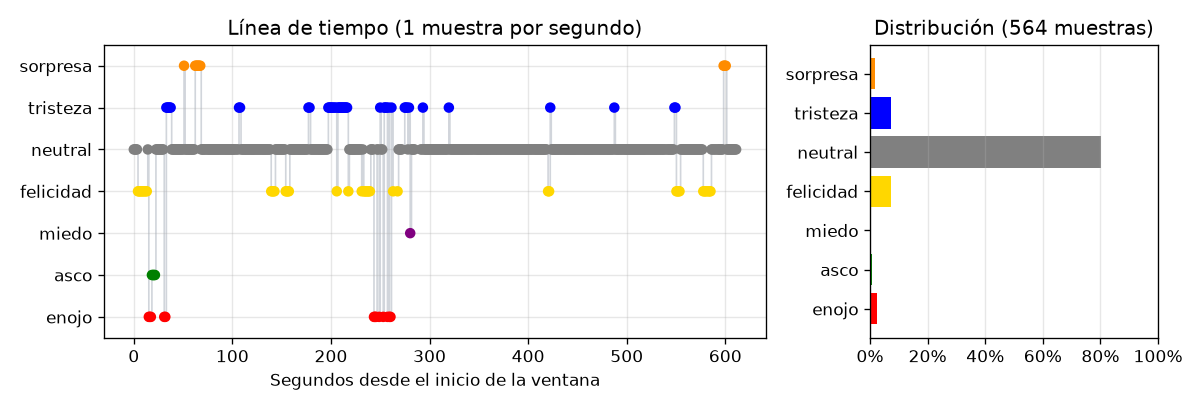 Línea de tiempo (1 muestra por segundo)
sorpresa
tristeza
neutral
felicidad
miedo
asco
enojo
0 100 200 300 400 500 600
Segundos desde el inicio de la ventana
Distribución (564 muestras)
sorpresa
tristeza
neutral
felicidad
miedo
asco
enojo
0% 20% 40% 60% 80% 100%